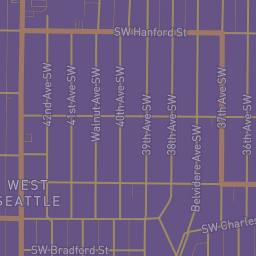 SW Hanford St
42nd Ave SW
41st Ave SW
Walnut Ave SW
40th Ave SW
39th Ave SW
38th Ave SW
Belvidere Ave SW
37th Ave SW
36th Ave SW
WEST
SEATTLE
SW Charles
SW Bradford St